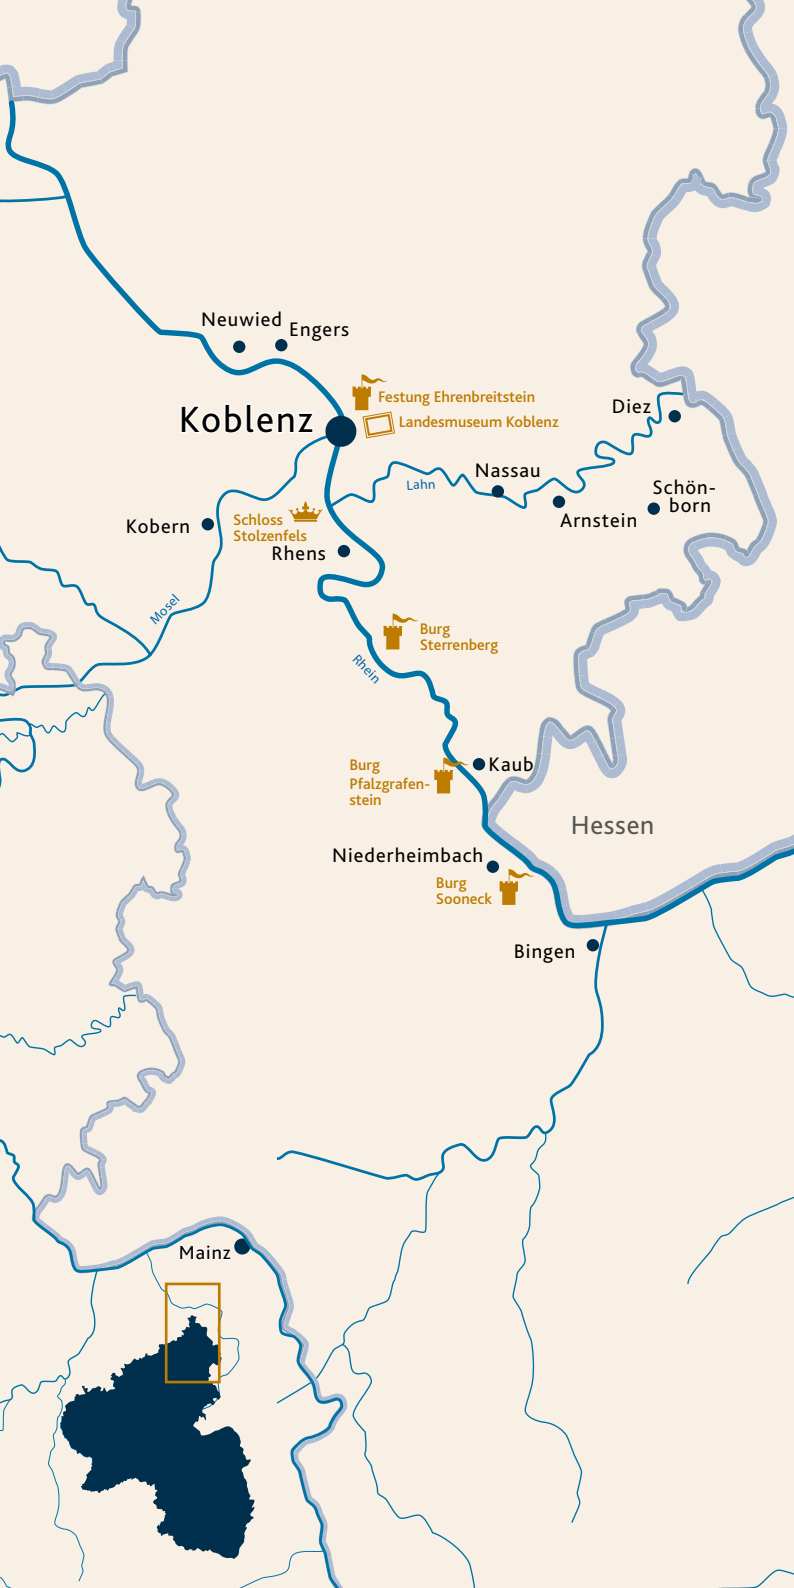 Neuwied
Engers
Festung Ehrenbreitstein
Koblenz
Landesmuseum Koblenz
Diez
Nassau
Lahn
Schön-
born
Arnstein
Kobern
Schloss
Stolzenfels
Rhens
Mosel
Burg
Sterrenberg
Rhein
Kaub
Burg
Pfalzgrafen-
stein
Hessen
Niederheimbach
Burg
Sooneck
Bingen
Mainz